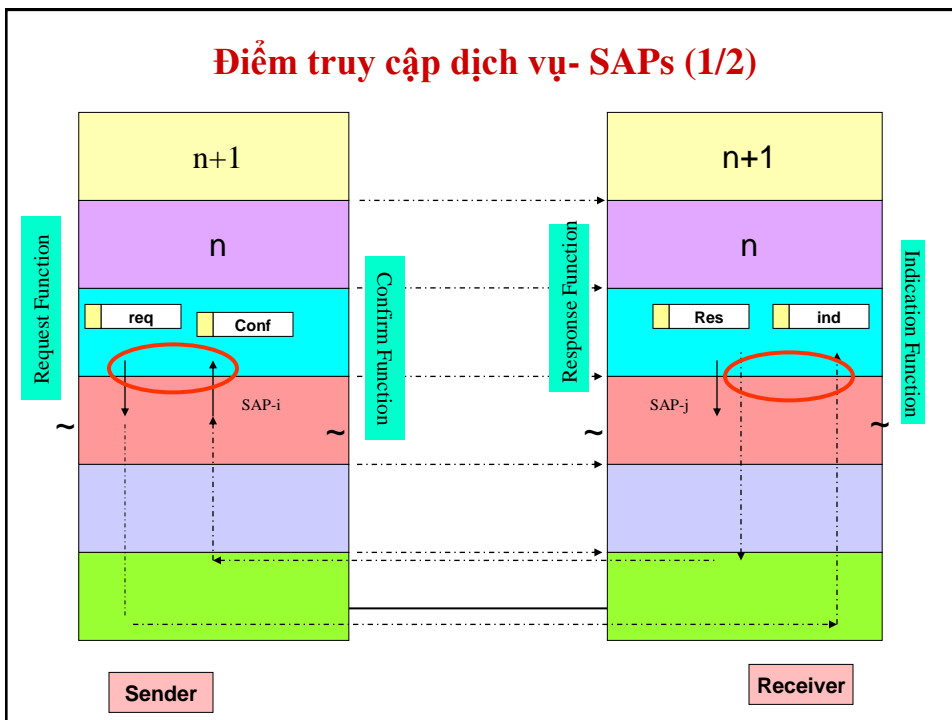 Điểm truy cập dịch vụ- SAPs (1/2)
n+1
n+1
n
n
Request Function
Confirm Function
Response Function
Indication Function
req
Conf
Res
ind
SAP-i
SAP-j
~
~
~
~
Sender
Receiver